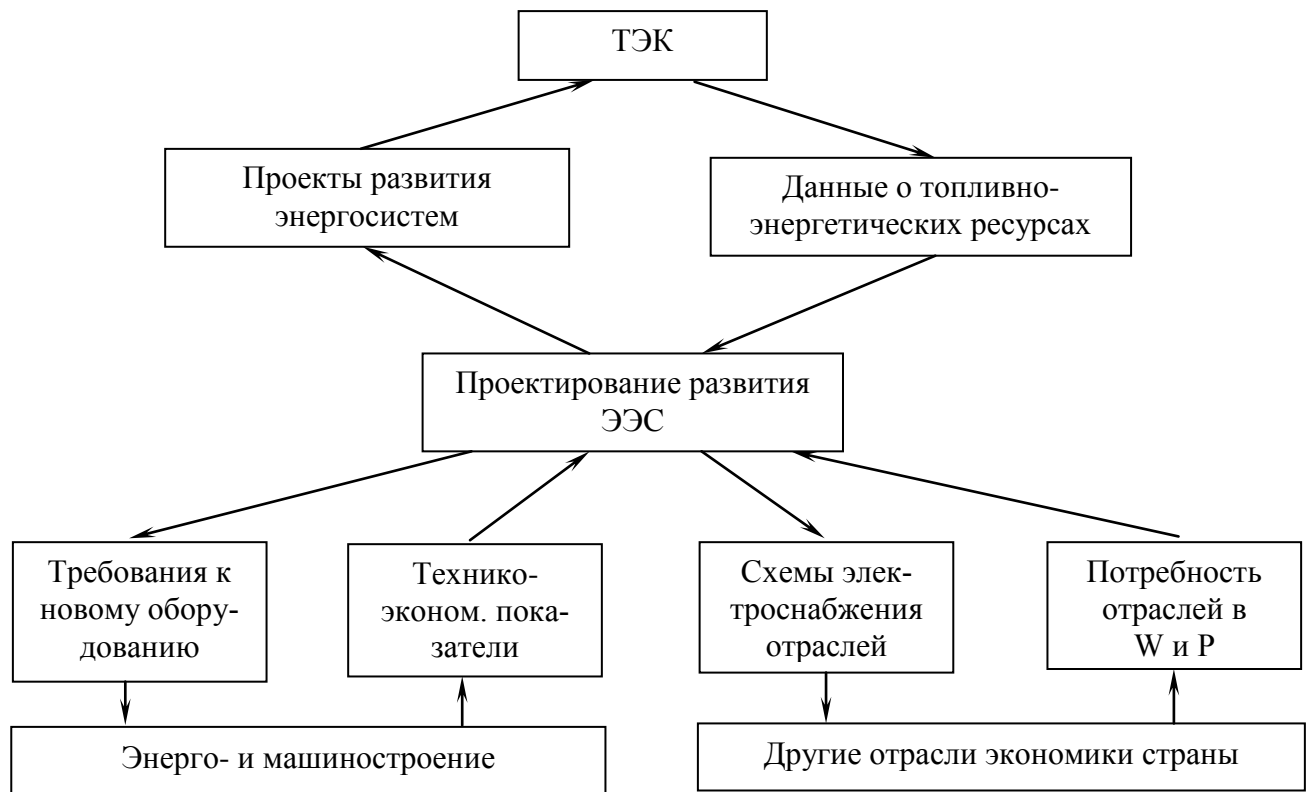 ТЭК
Проекты развития
энергосистем
Данные о топливно-
энергетических ресурсах
Проектирование развития
ЭЭС
Требования к
новому обору-
дованию
Технико-
эконом. пока-
затели
Схемы элек-
троснабжения
отраслей
Потребность
отраслей в
W и P
Энерго- и машиностроение
Другие отрасли экономики страны